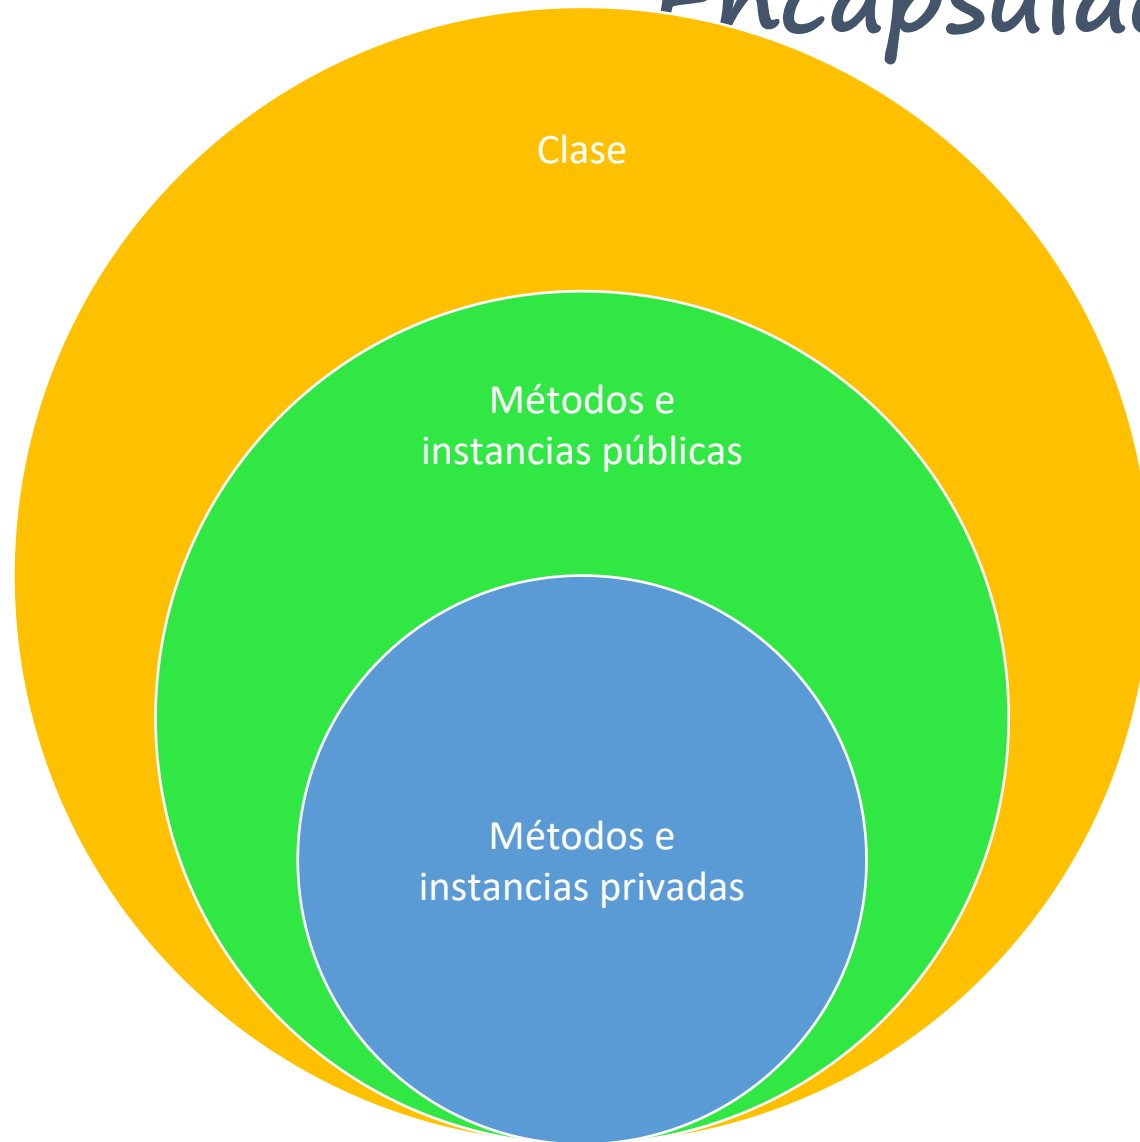 Clase
Métodos e
instancias públicas
Métodos e
instancias privadas